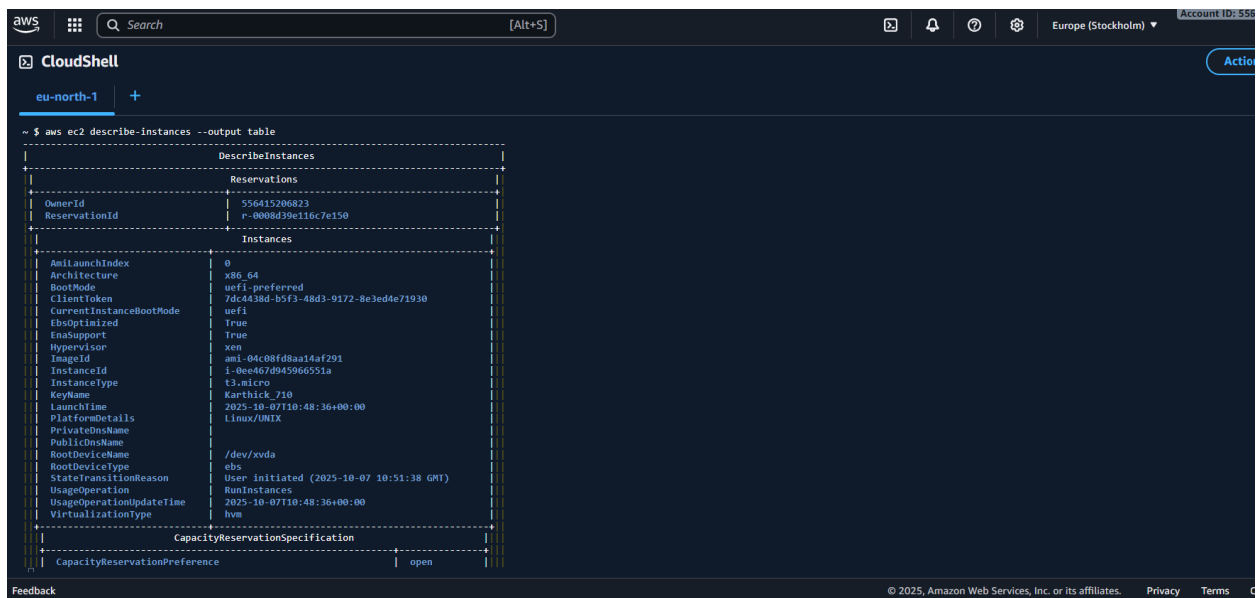 aws
Search [Alt+S]
Europe (Stockholm) ▼
Account ID: 556
CloudShell
Action
eu-north-1 +
~ $ aws ec2 describe-instances --output table
DescribeInstances
Reservations
OwnerId | 556415206823
ReservationId | r-0008d39e116c7e150
Instances
AmiLaunchIndex | 0
Architecture | x86_64
BootMode | uefi-preferred
ClientToken | 7dc4438d-b5f3-48d3-9172-8e3ed4e71930
CurrentInstanceBootMode | uefi
EbsOptimized | True
EnaSupport | True
Hypervisor | xen
ImageId | ami-04c08fd8aa14af291
InstanceId | i-0ee467d945966551a
InstanceType | t3.micro
KeyName | Karthick_710
LaunchTime | 2025-10-07T10:48:36+00:00
PlatformDetails | Linux/UNIX
PrivateDnsName |
PublicDnsName |
RootDeviceName | /dev/xvda
RootDeviceType | ebs
StateTransitionReason | User initiated (2025-10-07 10:51:38 GMT)
UsageOperation | RunInstances
UsageOperationUpdateTime | 2025-10-07T10:48:36+00:00
VirtualizationType | hvm
CapacityReservationSpecification
CapacityReservationPreference | open
Feedback © 2025, Amazon Web Services, Inc. or its affiliates. Privacy Terms